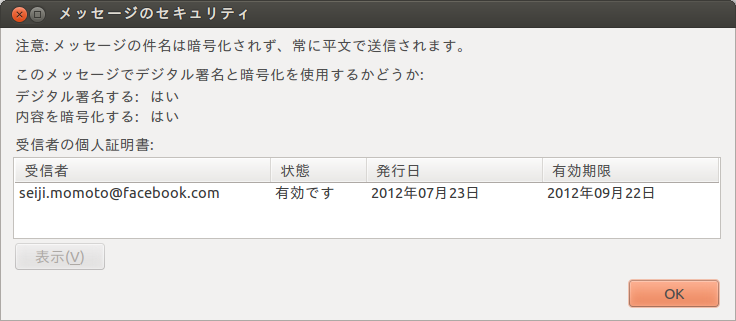 メッセージのセキュリティ
注意: メッセージの件名は暗号化されず、常に平文で送信されます。
このメッセージでデジタル署名と暗号化を使用するかどうか:
デジタル署名する: はい
内容を暗号化する: はい
受信者の個人証明書:
受信者 状態 発行日 有効期限
seiji.momoto@facebook.com 有効です 2012年07月23日 2012年09月22日
表示(V)
OK